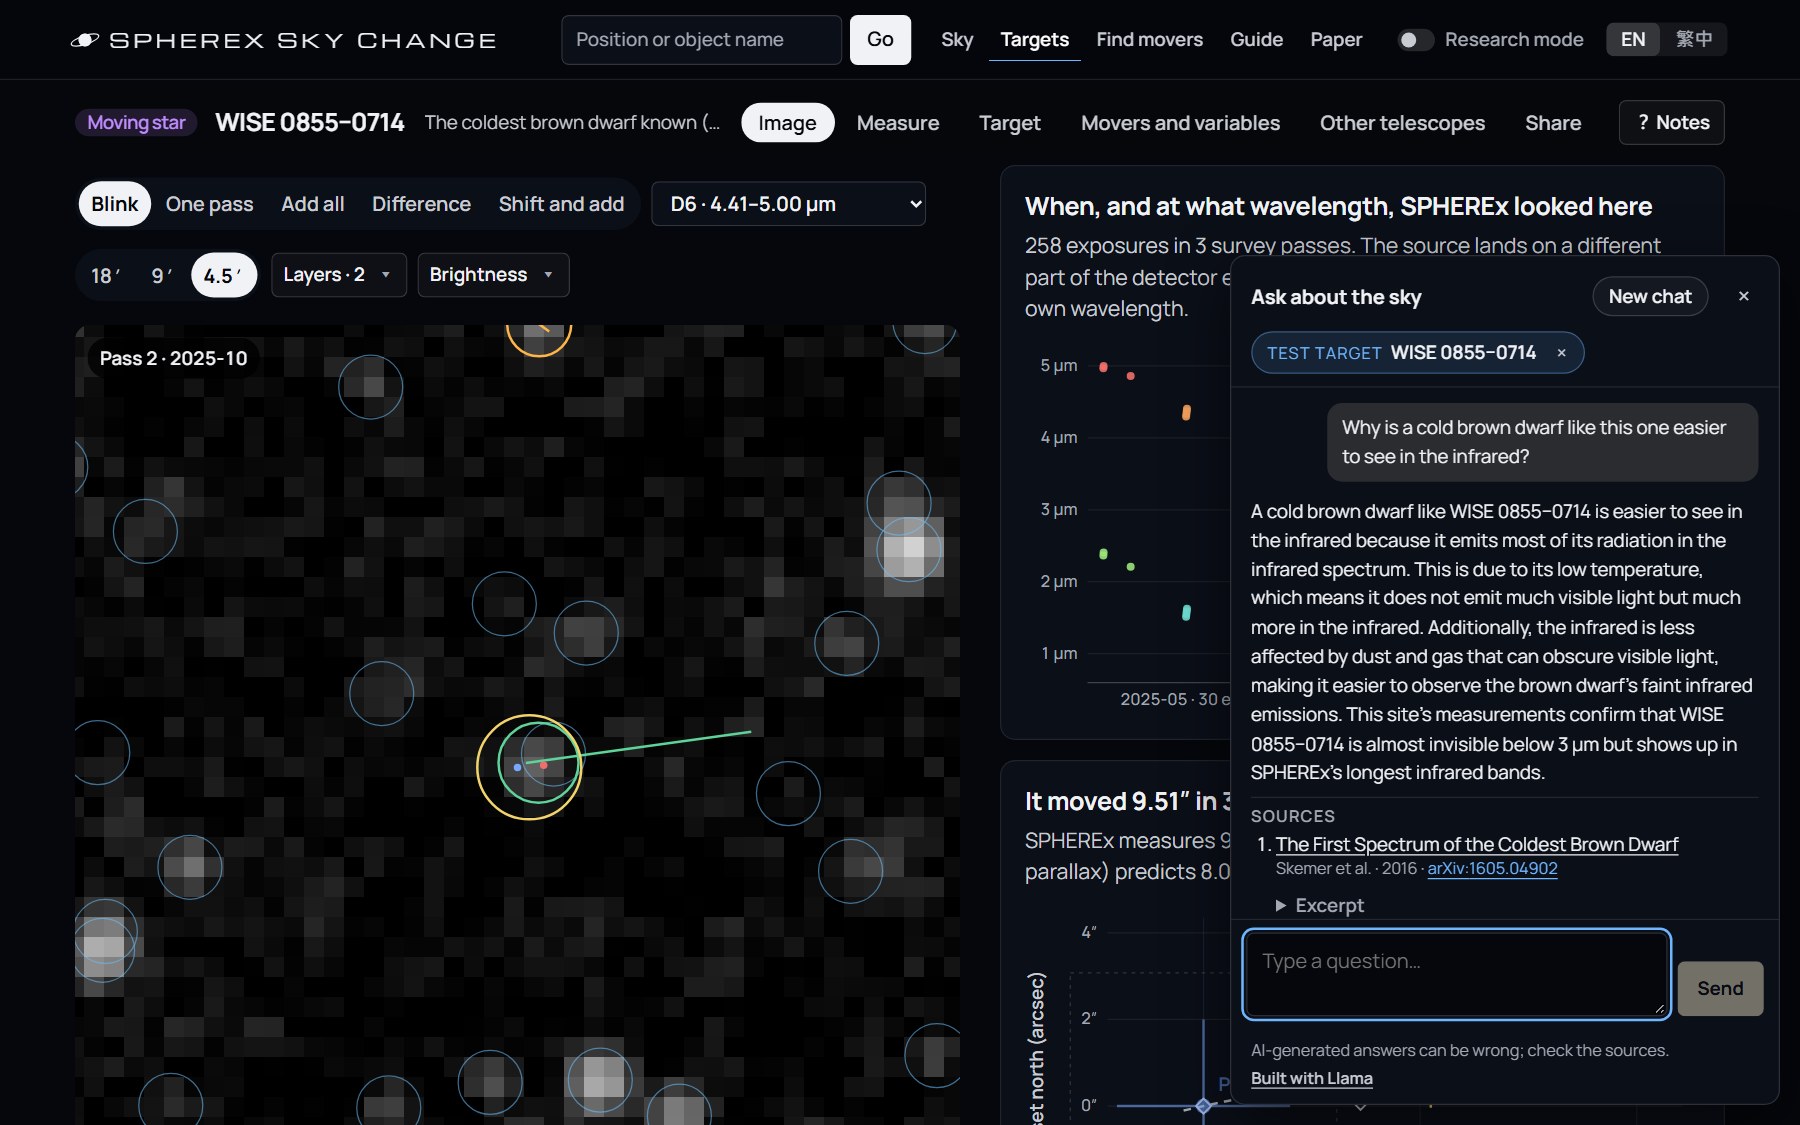 SPHEREX SKY CHANGE
Position or object name
Go
Sky
Targets
Find movers
Guide
Paper
Research mode
EN
繁中
Moving star
WISE 0855−0714
The coldest brown dwarf known (…
Image
Measure
Target
Movers and variables
Other telescopes
Share
? Notes
Blink
One pass
Add all
Difference
Shift and add
D6 · 4.41–5.00 µm
18′
9′
4.5′
Layers · 2
Brightness
Pass 2 · 2025-10
When, and at what wavelength, SPHEREx looked here
258 exposures in 3 survey passes. The source lands on a different
part of the detector e
own wavelength.
5 µm
4 µm
3 µm
2 µm
1 µm
2025-05 · 30 e
It moved 9.51″ in 3
SPHEREx measures 9
parallax) predicts 8.0
4″
2″
0″
set north (arcsec)
P
Ask about the sky
New chat
×
TEST TARGET WISE 0855−0714 ×
Why is a cold brown dwarf like this one easier
to see in the infrared?
A cold brown dwarf like WISE 0855−0714 is easier to see in
the infrared because it emits most of its radiation in the
infrared spectrum. This is due to its low temperature,
which means it does not emit much visible light but much
more in the infrared. Additionally, the infrared is less
affected by dust and gas that can obscure visible light,
making it easier to observe the brown dwarf’s faint infrared
emissions. This site’s measurements confirm that WISE
0855−0714 is almost invisible below 3 µm but shows up in
SPHEREx’s longest infrared bands.
SOURCES
1. The First Spectrum of the Coldest Brown Dwarf
Skemer et al. · 2016 · arXiv:1605.04902
Excerpt
Type a question…
Send
AI-generated answers can be wrong; check the sources.
Built with Llama